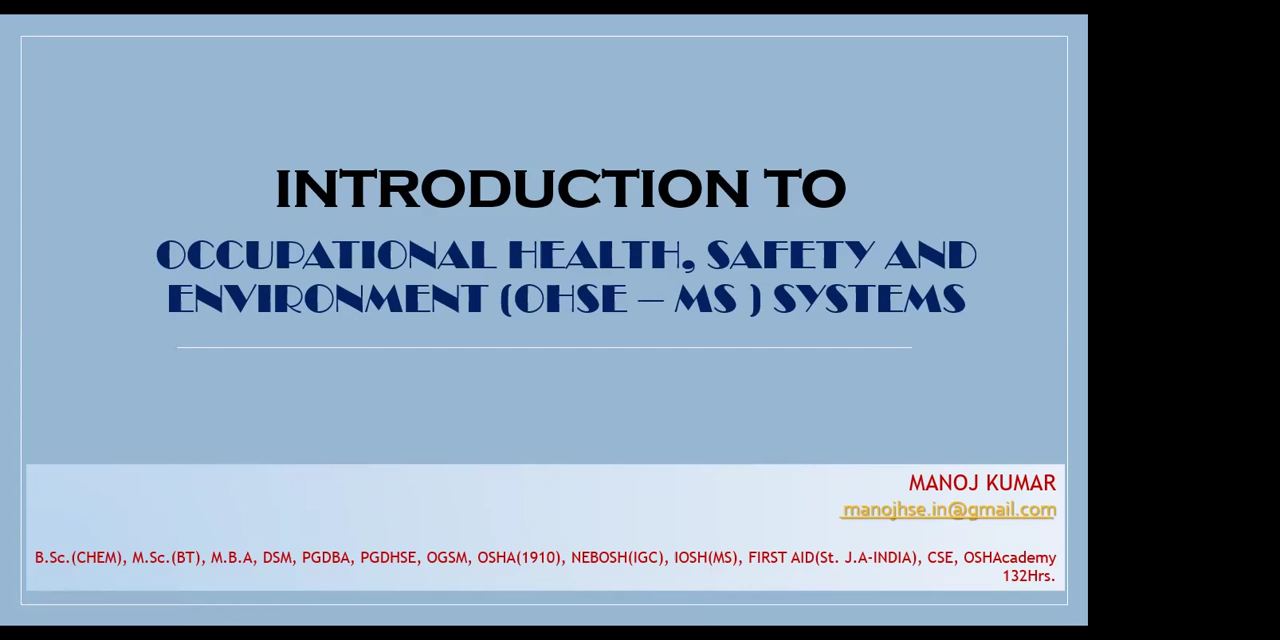 INTRODUCTION TO
OCCUPATIONAL HEALTH, SAFETY AND
ENVIRONMENT (OHSE – MS ) SYSTEMS
MANOJ KUMAR
manojhse.in@gmail.com
B.Sc.(CHEM), M.Sc.(BT), M.B.A, DSM, PGDBA, PGDHSE, OGSM, OSHA(1910), NEBOSH(IGC), IOSH(MS), FIRST AID(St. J.A-INDIA), CSE, OSHAcademy
132Hrs.